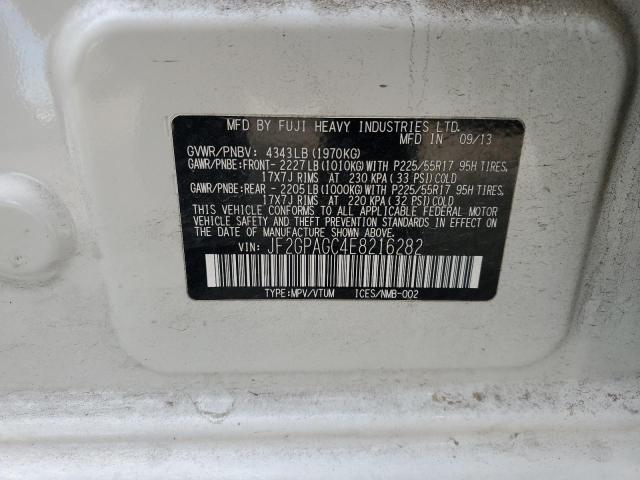 MFD BY FUJI HEAVY INDUSTRIES LTD.
MFD IN 09/13
GVWR/PNBV: 4343LB (1970KG)
GAWR/PNBE:FRONT- 2227LB(1010KG)WITH P225/55R17 95H TIRES,
17X7J RIMS AT 230 KPA (33 PSI)COLD
GAWR/PNBE:REAR - 2205LB(1000KG)WITH P225/55R17 95H TIRES,
17X7J RIMS AT 220 KPA (32 PSI)COLD
THIS VEHICLE CONFORMS TO ALL APPLICABLE FEDERAL MOTOR
VEHICLE SAFETY AND THEFT PREVENTION STANDARDS IN EFFECT ON
THE DATE OF MANUFACTURE SHOWN ABOVE.
VIN: JF2GPAGC4E8216282
TYPE:MPV/VTUM ICES/NMB-002